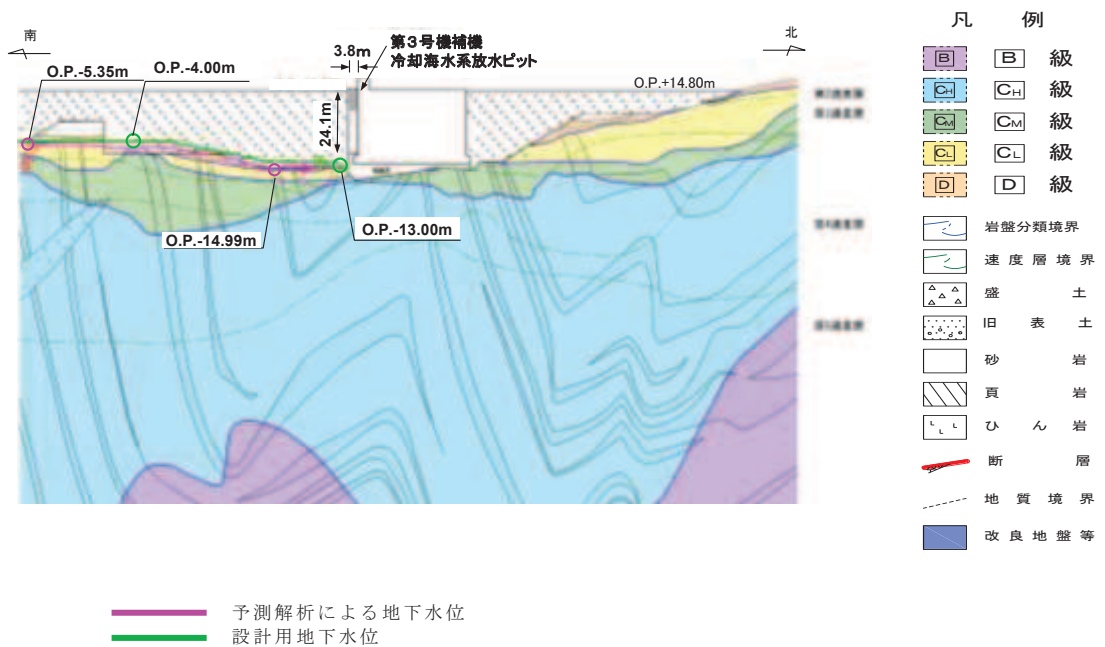 南
北
3.8m
第3号機補機
冷却海水系放水ピット
O.P.-5.35m
O.P.-4.00m
O.P.+14.80m
24.1m
O.P.-14.99m
O.P.-13.00m
凡 例
B B 級
CH CH 級
CM CM 級
CL CL 級
D D 級
岩盤分類境界
速度層境界
盛土
旧表土
砂岩
頁岩
ひん岩
断層
地質境界
改良地盤等
予測解析による地下水位
設計用地下水位